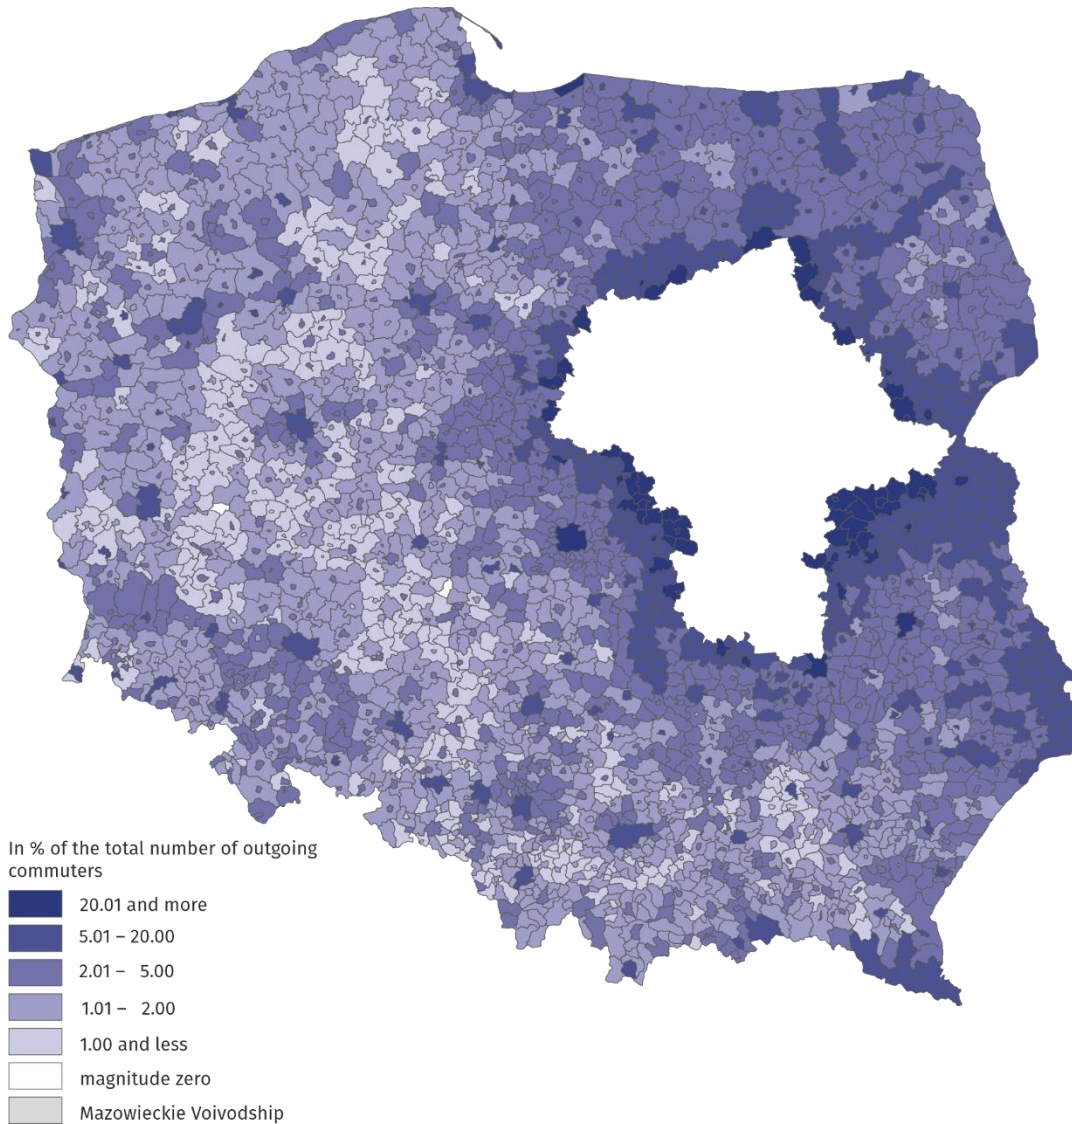 In % of the total number of outgoing
commuters
20.01 and more
5.01 – 20.00
2.01 – 5.00
1.01 – 2.00
1.00 and less
magnitude zero
Mazowieckie Voivodship